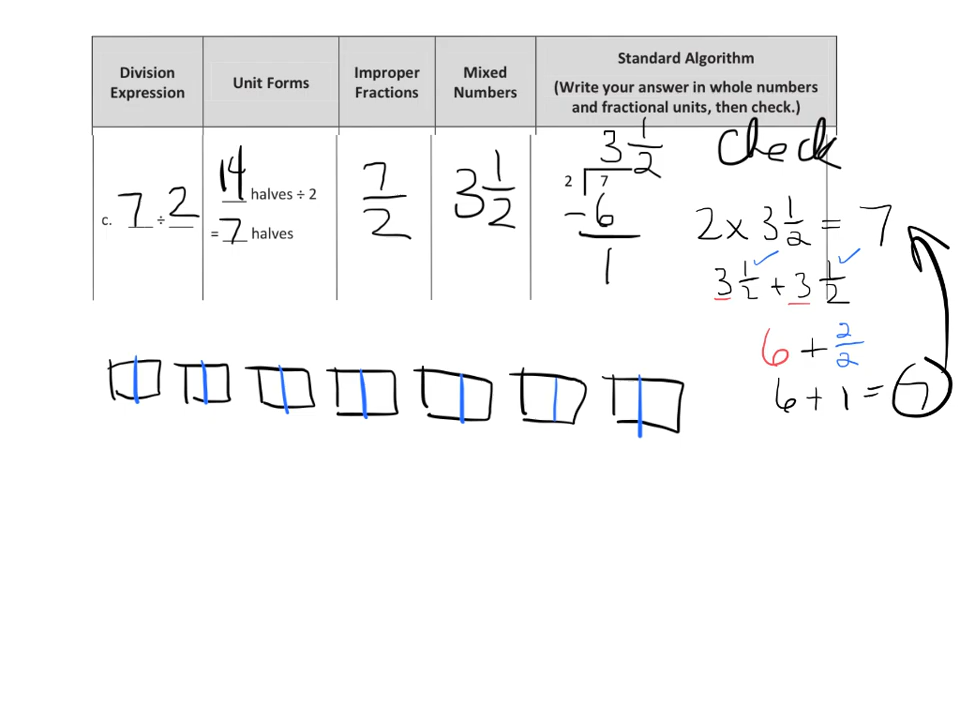 Division Expression
Unit Forms
Improper Fractions
Mixed Numbers
Standard Algorithm
(Write your answer in whole numbers and fractional units, then check.)
c. 7 ÷ 2
14 halves ÷ 2
= 7 halves
7/2
3 1/2
3 1/2
2 7
- 6
1
Check
2 x 3 1/2 = 7
3 1/2 + 3 1/2
6 + 2/2
6 + 1 = 7